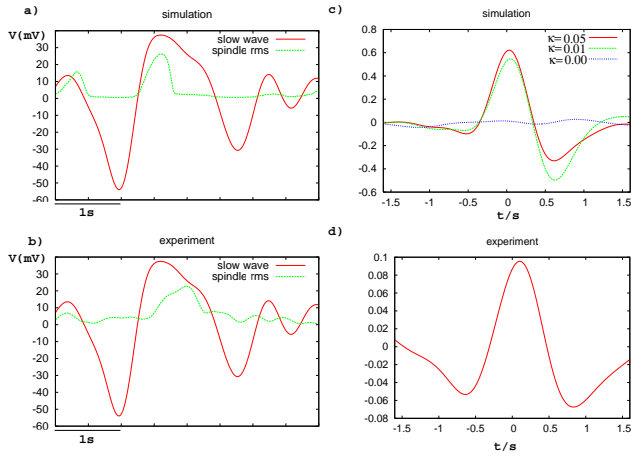 a)
simulation
V(mV)
slow wave
spindle rms
30
20
10
0
-10
-20
-30
-40
-50
-60
1s
b)
experiment
V(mV)
slow wave
spindle rms
30
20
10
0
-10
-20
-30
-40
-50
-60
1s
c)
simulation
κ=0.05
κ=0.01
κ=0.00
0.8
0.6
0.4
0.2
0
-0.2
-0.4
-0.6
-1.5 -1 -0.5 0 0.5 1 1.5
t/s
d)
experiment
0.1
0.08
0.06
0.04
0.02
0
-0.02
-0.04
-0.06
-0.08
-1.5 -1 -0.5 0 0.5 1 1.5
t/s